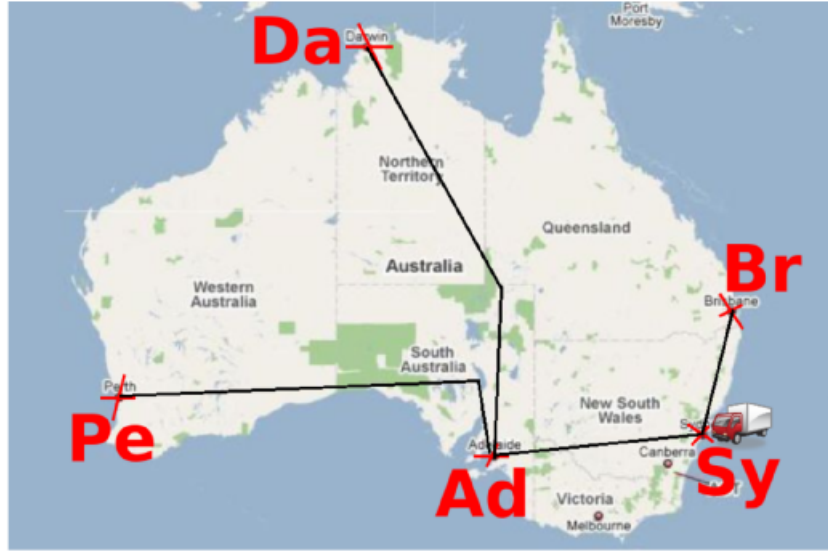 Port
Moresby
Da
Darwin
Northern
Territory
Queensland
Australia
Br
Western
Australia
Brisbane
South
Australia
Perth
New South
Wales
Pe
Adelaide
Canberra
Sy
Ad
Victoria
Melbourne